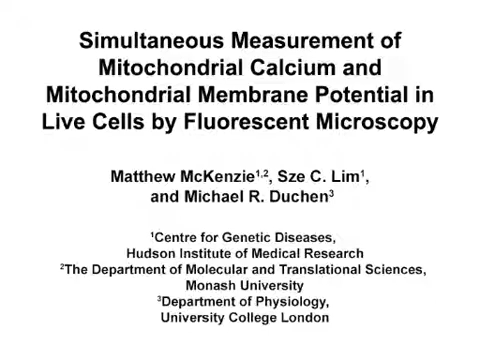 Simultaneous Measurement of
Mitochondrial Calcium and
Mitochondrial Membrane Potential in
Live Cells by Fluorescent Microscopy
Matthew McKenzie¹,², Sze C. Lim¹,
and Michael R. Duchen³
¹Centre for Genetic Diseases,
Hudson Institute of Medical Research
²The Department of Molecular and Translational Sciences,
Monash University
³Department of Physiology,
University College London